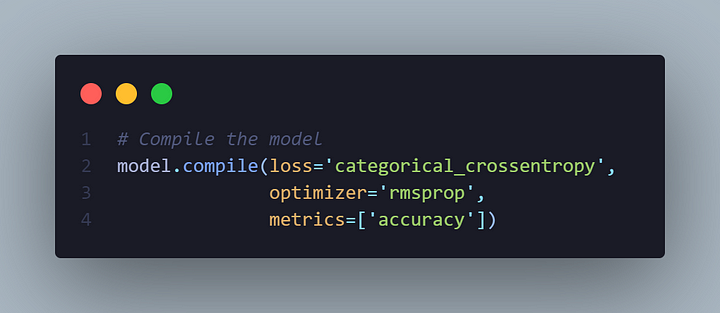 1 # Compile the model
2 model.compile(loss='categorical_crossentropy',
3 optimizer='rmsprop',
4 metrics=['accuracy'])